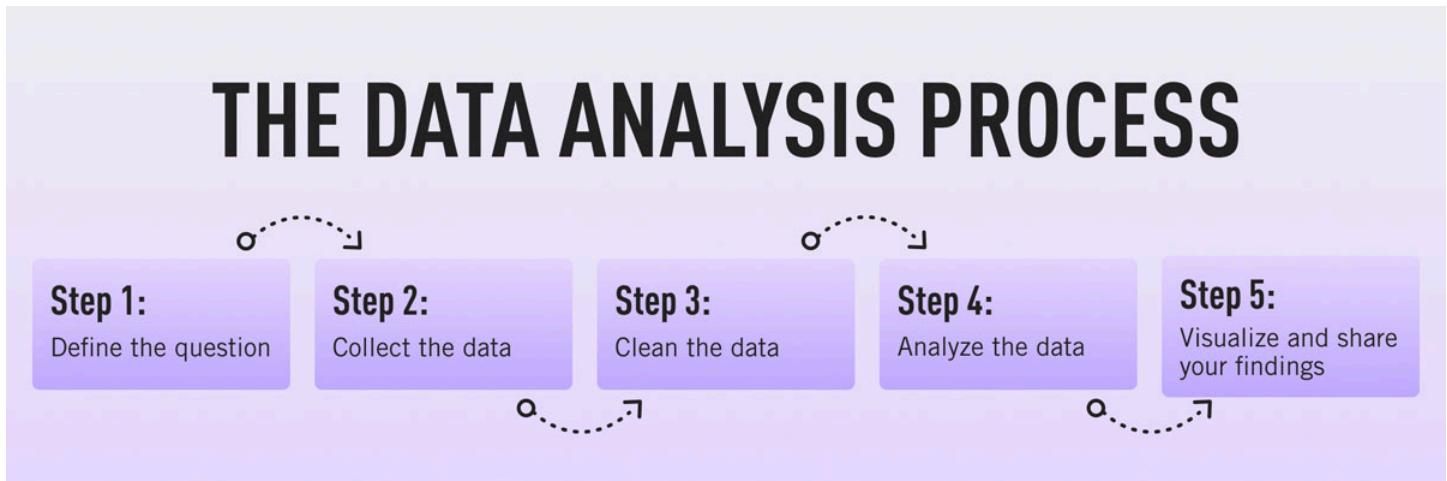 THE DATA ANALYSIS PROCESS
Step 1:
Define the question
Step 2:
Collect the data
Step 3:
Clean the data
Step 4:
Analyze the data
Step 5:
Visualize and share
your findings